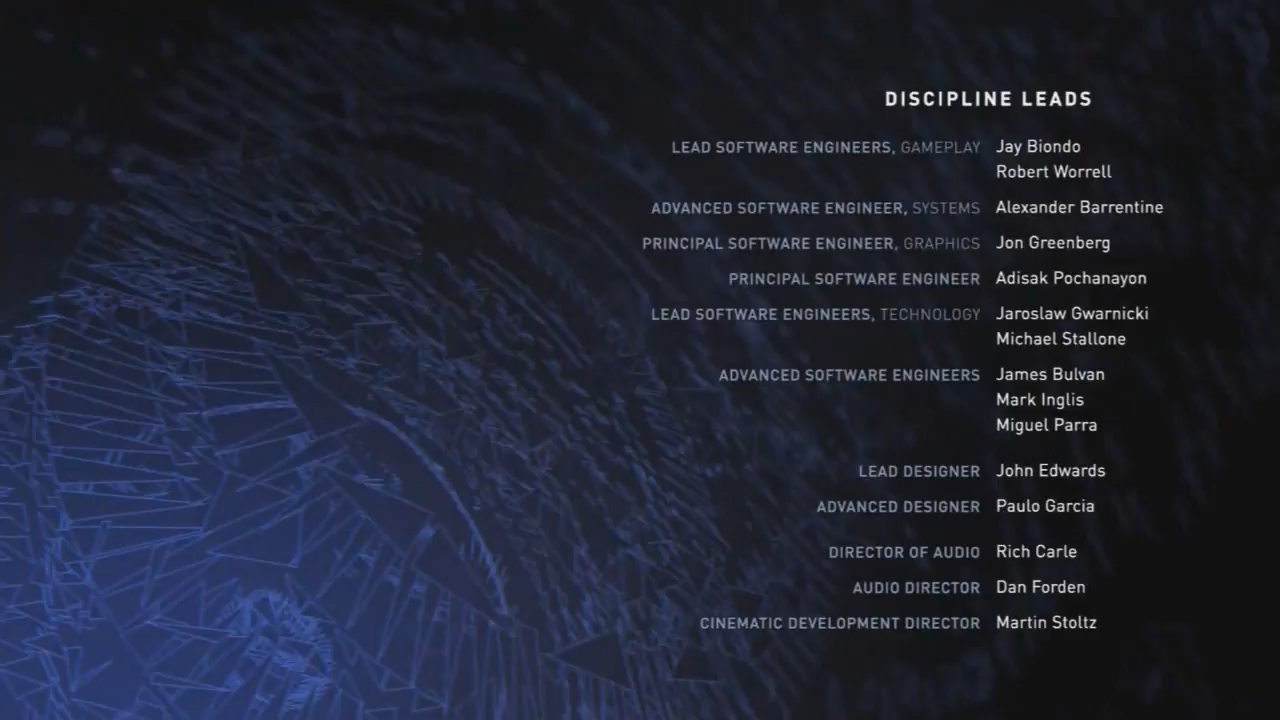 DISCIPLINE LEADS
LEAD SOFTWARE ENGINEERS, GAMEPLAY Jay Biondo
Robert Worrell
ADVANCED SOFTWARE ENGINEER, SYSTEMS Alexander Barrentine
PRINCIPAL SOFTWARE ENGINEER, GRAPHICS Jon Greenberg
PRINCIPAL SOFTWARE ENGINEER Adisak Pochanayon
LEAD SOFTWARE ENGINEERS, TECHNOLOGY Jaroslaw Gwarnicki
Michael Stallone
ADVANCED SOFTWARE ENGINEERS James Bulvan
Mark Inglis
Miguel Parra
LEAD DESIGNER John Edwards
ADVANCED DESIGNER Paulo Garcia
DIRECTOR OF AUDIO Rich Carle
AUDIO DIRECTOR Dan Forden
CINEMATIC DEVELOPMENT DIRECTOR Martin Stoltz